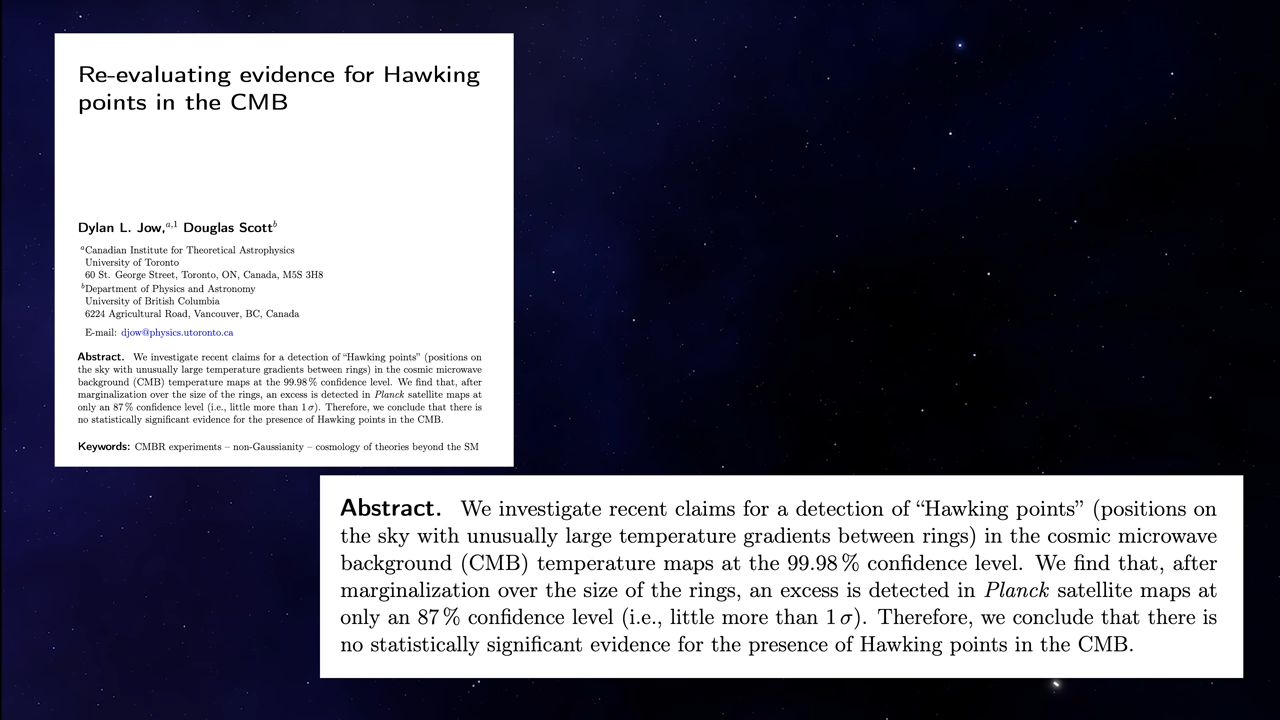 Re-evaluating evidence for Hawking
points in the CMB
Dylan L. Jow,a,1 Douglas Scottb
aCanadian Institute for Theoretical Astrophysics
University of Toronto
60 St. George Street, Toronto, ON, Canada, M5S 3H8
bDepartment of Physics and Astronomy
University of British Columbia
6224 Agricultural Road, Vancouver, BC, Canada
E-mail: djow@physics.utoronto.ca
Abstract. We investigate recent claims for a detection of “Hawking points” (positions on
the sky with unusually large temperature gradients between rings) in the cosmic microwave
background (CMB) temperature maps at the 99.98 % confidence level. We find that, after
marginalization over the size of the rings, an excess is detected in Planck satellite maps at
only an 87 % confidence level (i.e., little more than 1 σ). Therefore, we conclude that there is
no statistically significant evidence for the presence of Hawking points in the CMB.
Keywords: CMBR experiments – non-Gaussianity – cosmology of theories beyond the SM
Abstract. We investigate recent claims for a detection of “Hawking points” (positions on
the sky with unusually large temperature gradients between rings) in the cosmic microwave
background (CMB) temperature maps at the 99.98 % confidence level. We find that, after
marginalization over the size of the rings, an excess is detected in Planck satellite maps at
only an 87 % confidence level (i.e., little more than 1 σ). Therefore, we conclude that there is
no statistically significant evidence for the presence of Hawking points in the CMB.